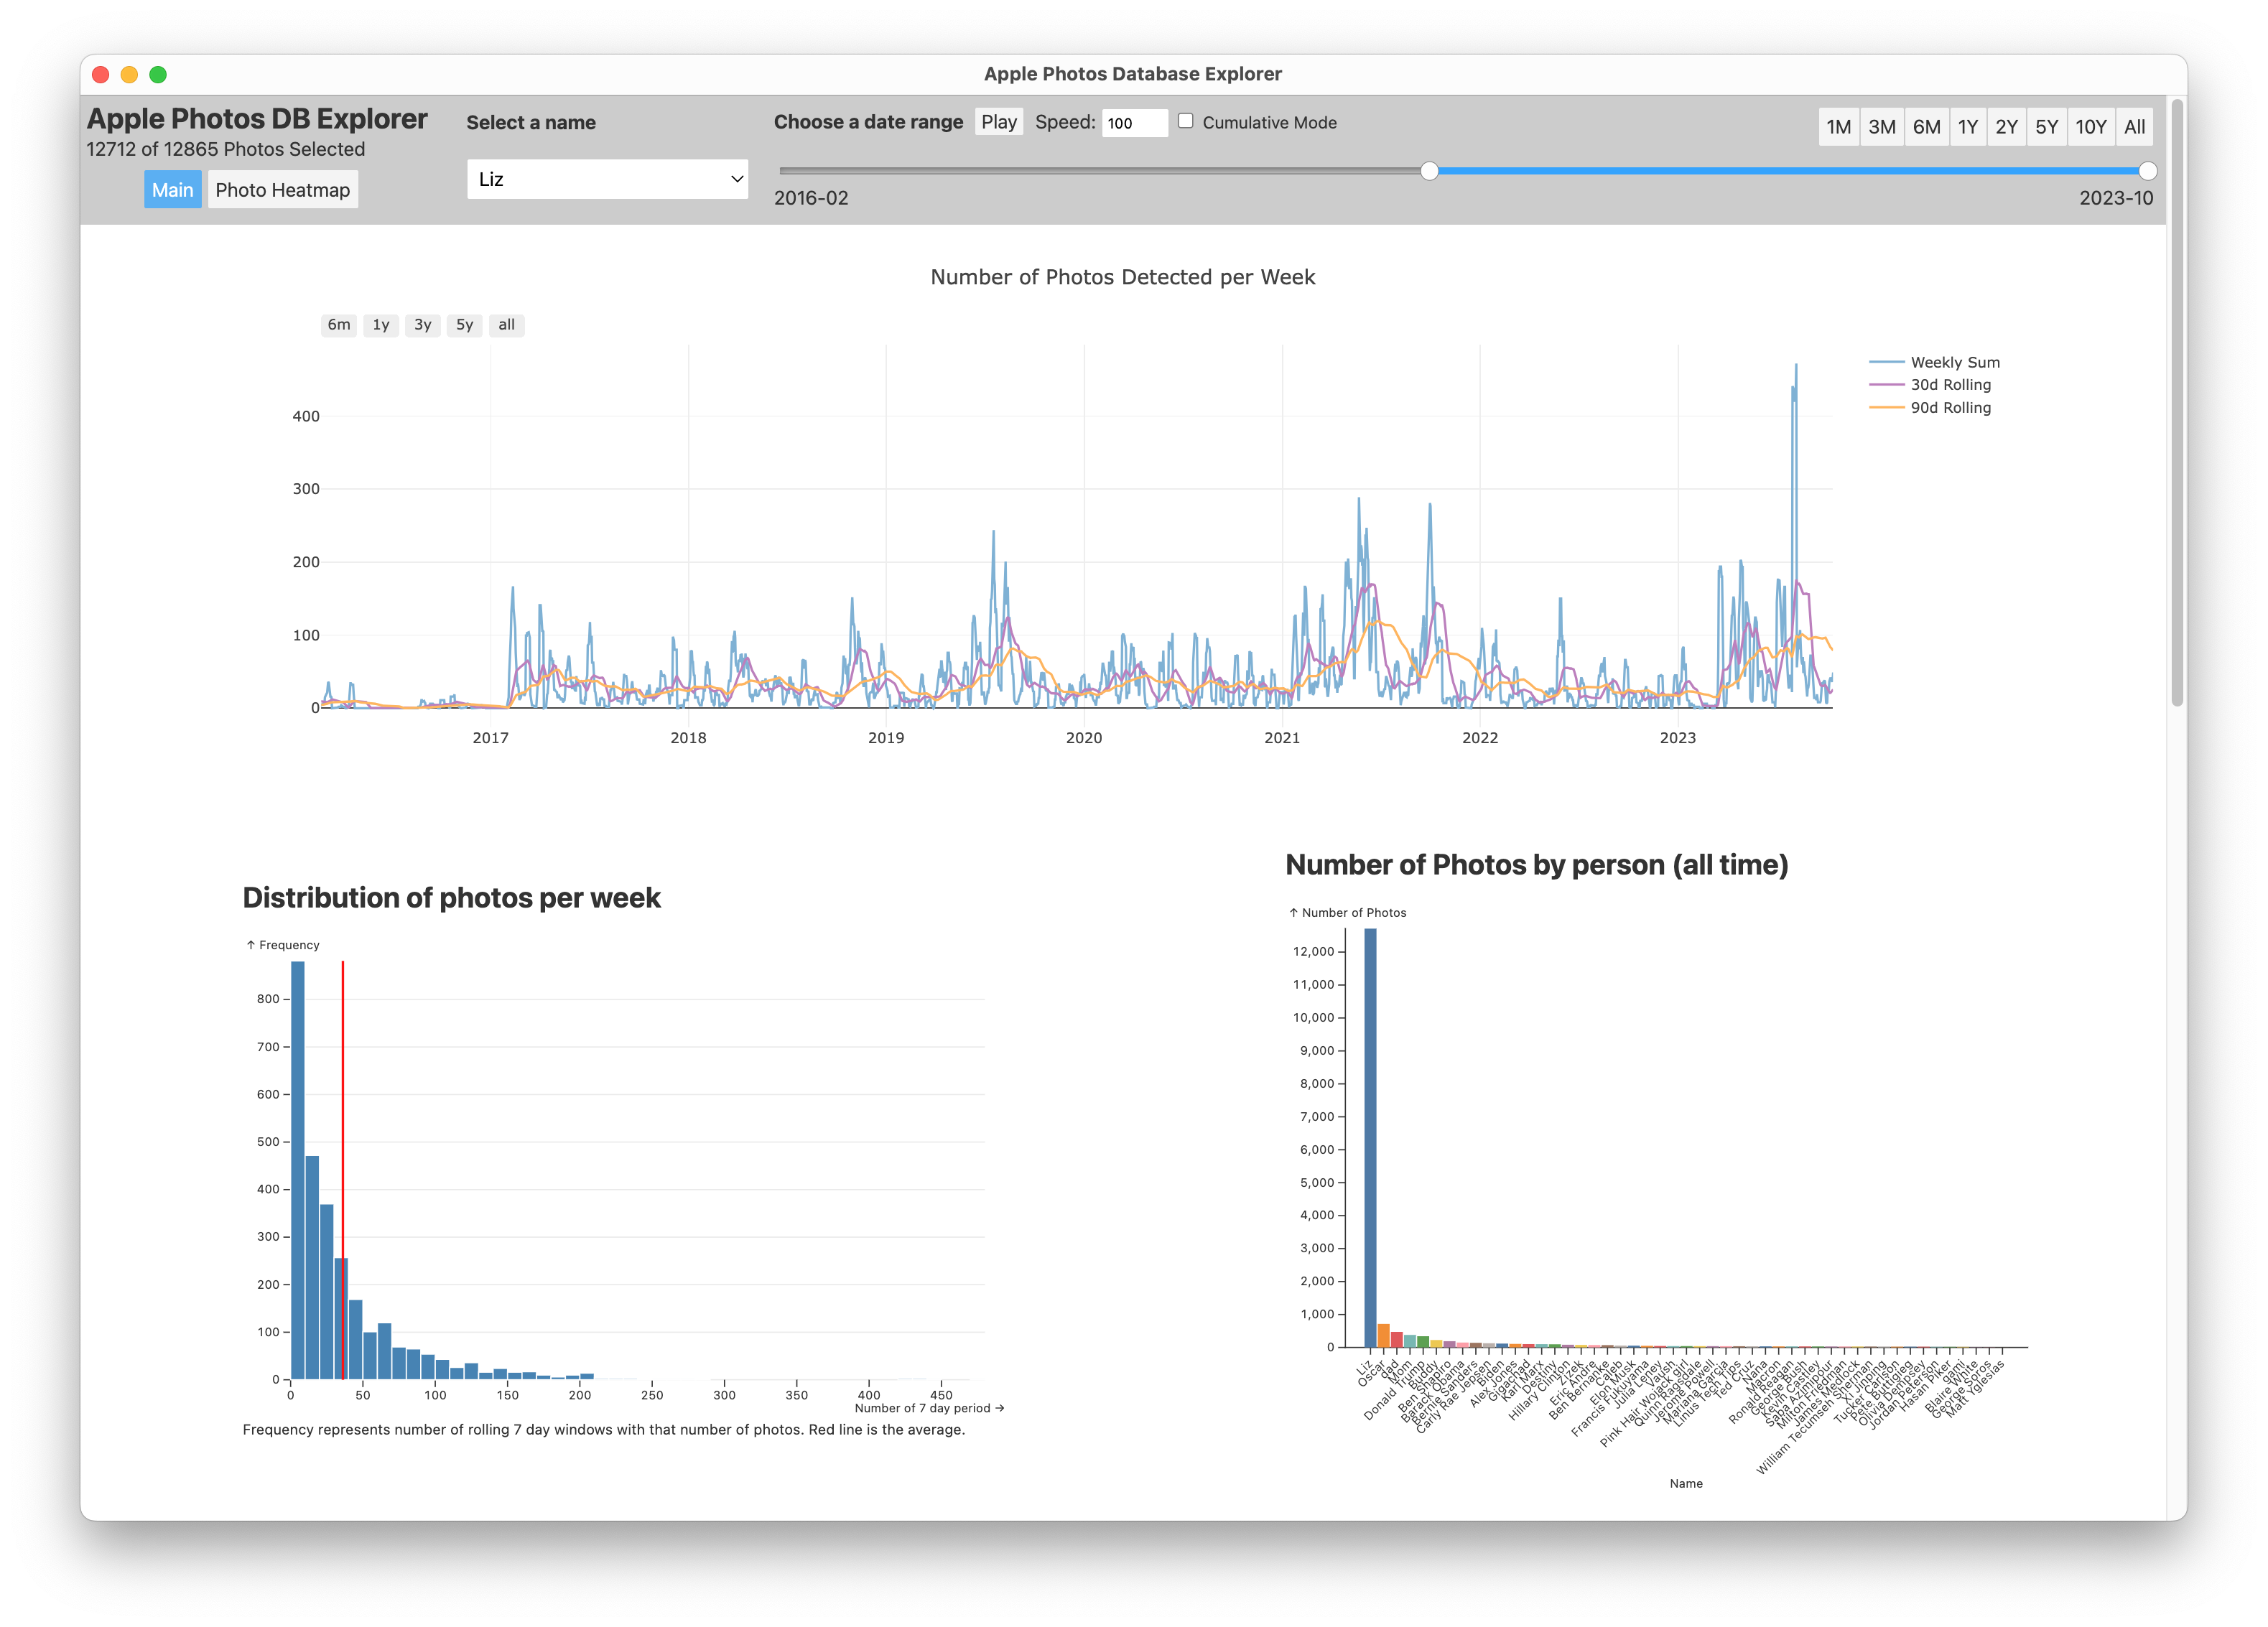 Apple Photos Database Explorer
Apple Photos DB Explorer
12712 of 12865 Photos Selected
Main
Photo Heatmap
Select a name
Liz
Choose a date range
Play
Speed:
100
Cumulative Mode
1M
3M
6M
1Y
2Y
5Y
10Y
All
2016-02
2023-10
Number of Photos Detected per Week
6m
1y
3y
5y
all
Weekly Sum
30d Rolling
90d Rolling
400
300
200
100
0
2017
2018
2019
2020
2021
2022
2023
Distribution of photos per week
↑ Frequency
800
700
600
500
400
300
200
100
0
0
50
100
150
200
250
300
350
400
450
Number of 7 day period →
Frequency represents number of rolling 7 day windows with that number of photos. Red line is the average.
Number of Photos by person (all time)
↑ Number of Photos
12,000
11,000
10,000
9,000
8,000
7,000
6,000
5,000
4,000
3,000
2,000
1,000
0
Liz
Oscar
dad
Mom
Donald Trump
Buddy
Ben Shapiro
Barack Obama
Bernie Sanders
Carly Rae Jepsen
Biden
Alex Jones
Gigachad
Karl Marx
Destiny
Hillary Clinton
Zizek
Eric Andre
Ben Bernanke
Caleb
Elon Musk
Francis Fukuyama
Julia Loney
Vaush
Pink Hair Wojack girl
Quinn Ragsdale
Jerome Powell
Mariana Garcia
Linus Tech Tips
Ted Cruz
Nana
Macron
Ronald Reagan
George Bush
Kevin Castley
Saba Azimpour
Milton Friedman
James Medlock
William Tecumseh Sherman
Xi Jinping
Tucker Carlson
Pete Buttigieg
Olivia Dempsey
Jordan Peterson
Hasan Piker
Blaire White
George Soros
Matt Yglesias
Name